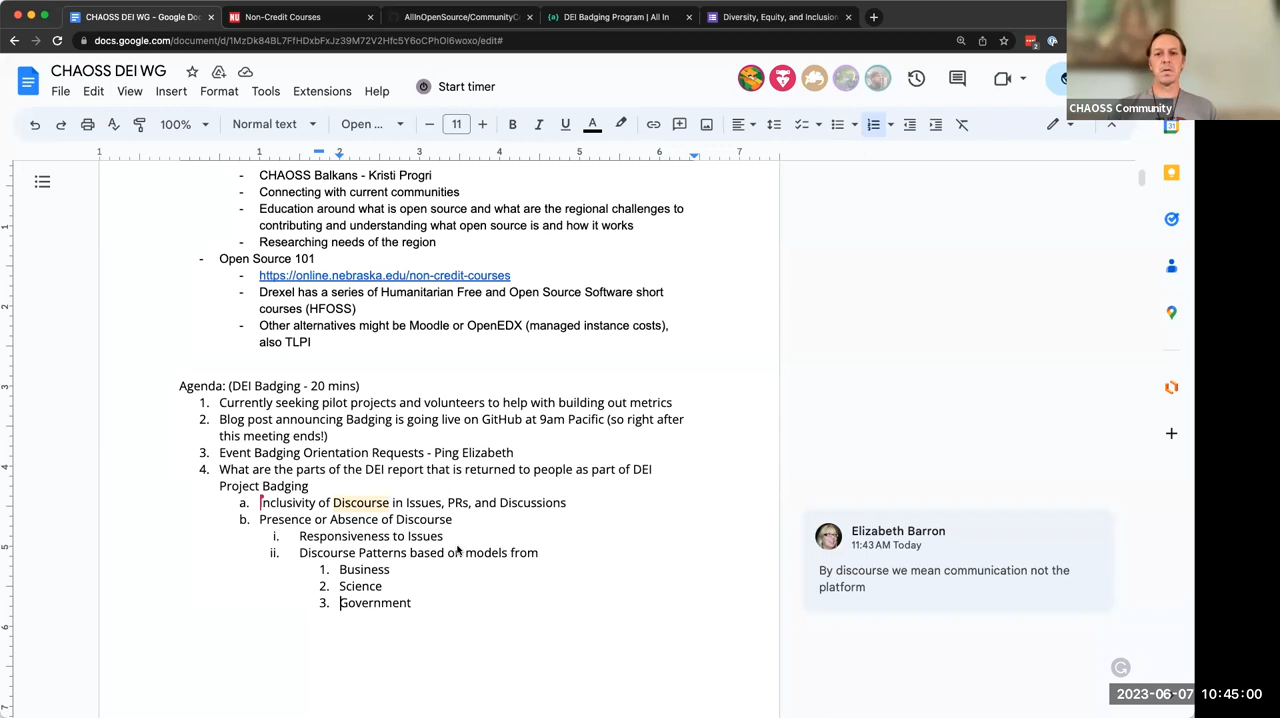 CHAOSS DEI WG - Google Doc
Non-Credit Courses
AllInOpenSource/CommunityC
DEI Badging Program | All In
Diversity, Equity, and Inclusion
docs.google.com/document/d/1MzDk84BL7FfHDxbFxJz39M72V2Hfc5Y6oCPhOl6woxo/edit#
CHAOSS DEI WG
File Edit View Insert Format Tools Extensions Help
Start timer
CHAOSS Community
100% Normal text Open ... 11
1 1 2 3 4 5 6 7
- CHAOSS Balkans - Kristi Progri
- Connecting with current communities
- Education around what is open source and what are the regional challenges to
contributing and understanding what open source is and how it works
- Researching needs of the region
- Open Source 101
- https://online.nebraska.edu/non-credit-courses
- Drexel has a series of Humanitarian Free and Open Source Software short
courses (HFOSS)
- Other alternatives might be Moodle or OpenEDX (managed instance costs),
also TLPI
Agenda: (DEI Badging - 20 mins)
1. Currently seeking pilot projects and volunteers to help with building out metrics
2. Blog post announcing Badging is going live on GitHub at 9am Pacific (so right after
this meeting ends!)
3. Event Badging Orientation Requests - Ping Elizabeth
4. What are the parts of the DEI report that is returned to people as part of DEI
Project Badging
a. Inclusivity of Discourse in Issues, PRs, and Discussions
b. Presence or Absence of Discourse
i. Responsiveness to Issues
ii. Discourse Patterns based on models from
1. Business
2. Science
3. Government
Elizabeth Barron
11:43 AM Today
By discourse we mean communication not the
platform
2023-06-07 10:45:00